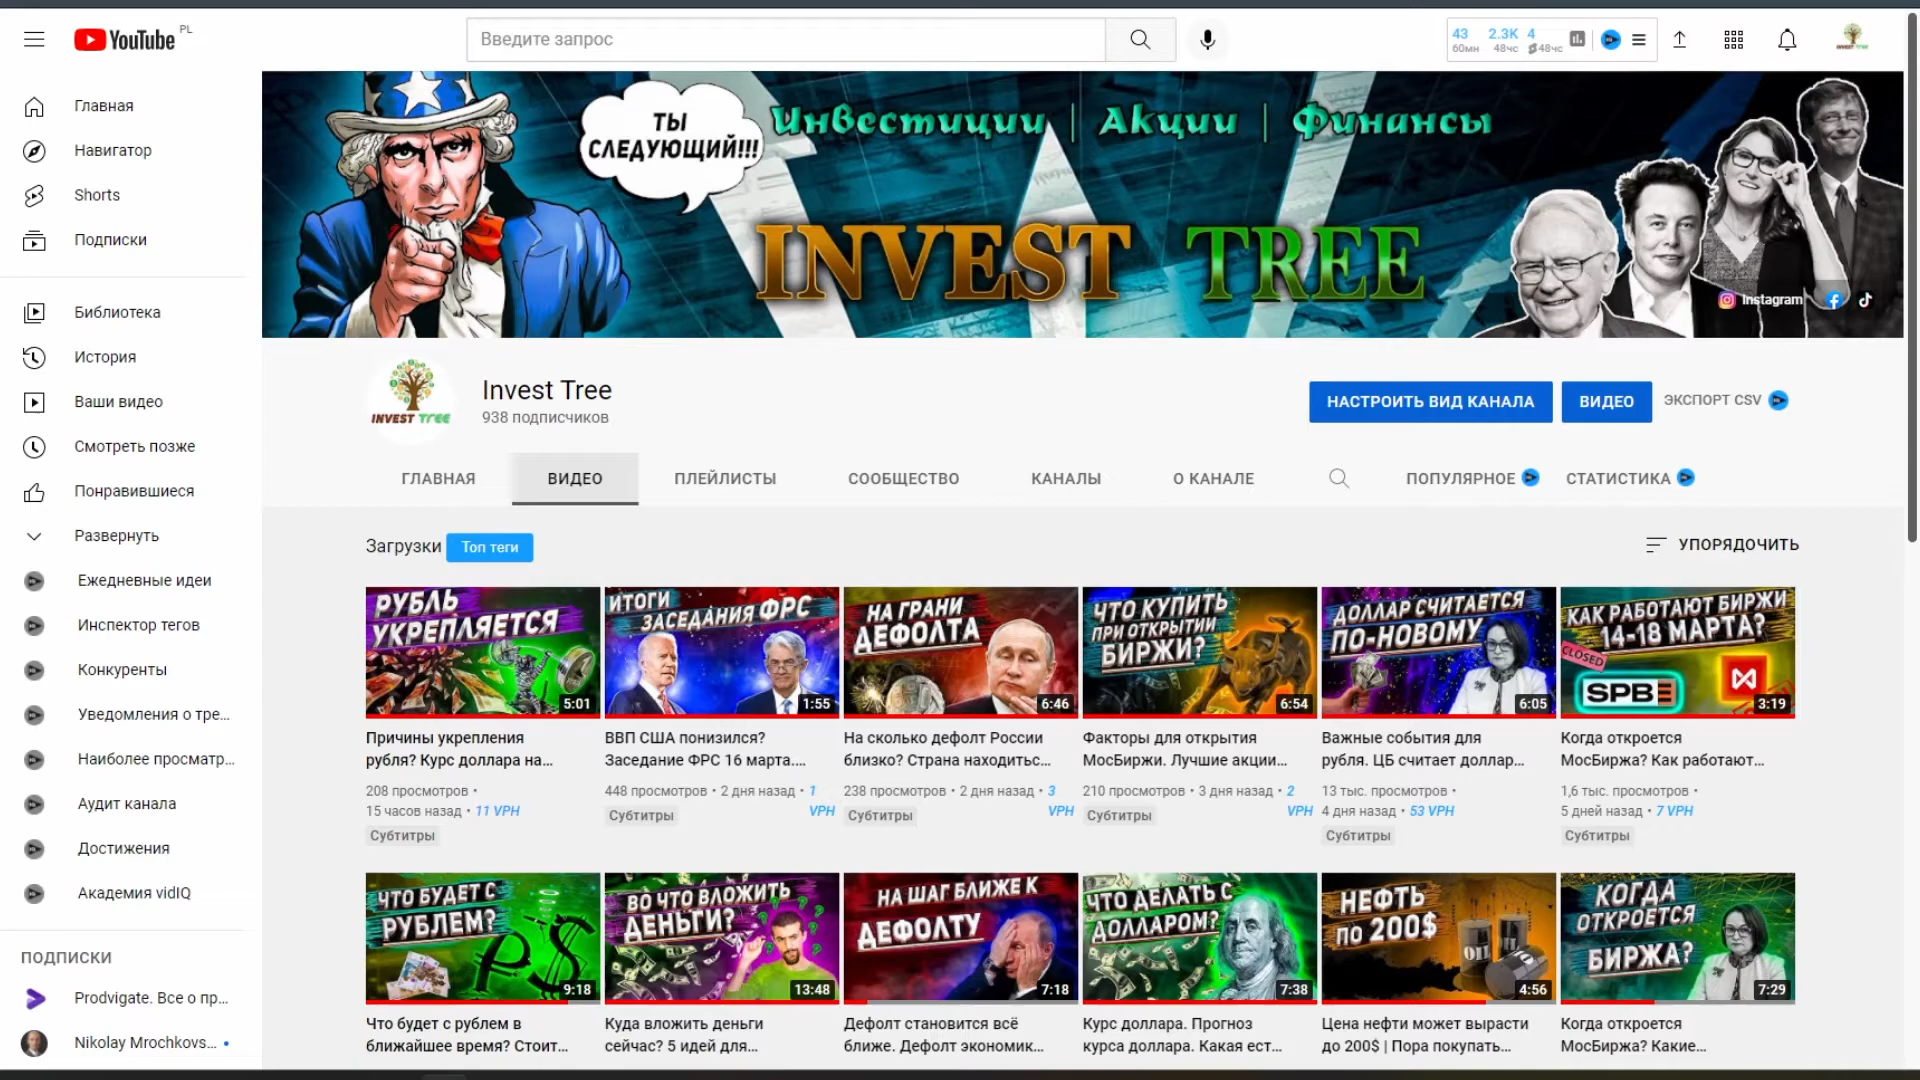 YouTube PL
Введите запрос
43 2.3K 4
60мн 48чс 48чс
Главная
Навигатор
Shorts
Подписки
Библиотека
История
Ваши видео
Смотреть позже
Понравившиеся
Развернуть
Ежедневные идеи
Инспектор тегов
Конкуренты
Уведомления о тре...
Наиболее просматр...
Аудит канала
Достижения
Академия vidIQ
ПОДПИСКИ
Prodvigate. Все о пр...
Nikolay Mrochkovs...
ТЫ
СЛЕДУЮЩИЙ!!!
Инвестиции | Акции | Финансы
INVEST TREE
Instagram
INVEST TREE
Invest Tree
938 подписчиков
НАСТРОИТЬ ВИД КАНАЛА
ВИДЕО
ЭКСПОРТ CSV
ГЛАВНАЯ
ВИДЕО
ПЛЕЙЛИСТЫ
СООБЩЕСТВО
КАНАЛЫ
О КАНАЛЕ
ПОПУЛЯРНОЕ
СТАТИСТИКА
Загрузки
Топ теги
УПОРЯДОЧИТЬ
РУБЛЬ
УКРЕПЛЯЕТСЯ
5:01
Причины укрепления
рубля? Курс доллара на...
208 просмотров •
15 часов назад • 11 VPH
Субтитры
ИТОГИ
ЗАСЕДАНИЯ ФРС
1:55
ВВП США понизился?
Заседание ФРС 16 марта....
448 просмотров • 2 дня назад • 1
VPH
Субтитры
НА ГРАНИ
ДЕФОЛТА
6:46
На сколько дефолт России
близко? Страна находитьс...
238 просмотров • 2 дня назад • 3
VPH
Субтитры
ЧТО КУПИТЬ
ПРИ ОТКРЫТИИ
БИРЖИ?
6:54
Факторы для открытия
МосБиржи. Лучшие акции...
210 просмотров • 3 дня назад • 2
VPH
Субтитры
ДОЛЛАР СЧИТАЕТСЯ
ПО-НОВОМУ
6:05
Важные события для
рубля. ЦБ считает доллар...
13 тыс. просмотров •
4 дня назад • 53 VPH
Субтитры
КАК РАБОТАЮТ БИРЖИ
14-18 МАРТА?
CLOSED
SPBE
3:19
Когда откроется
МосБиржа? Как работают...
1,6 тыс. просмотров •
5 дней назад • 7 VPH
Субтитры
ЧТО БУДЕТ С
РУБЛЕМ?
9:18
Что будет с рублем в
ближайшее время? Стоит...
ВО ЧТО ВЛОЖИТЬ
ДЕНЬГИ?
13:48
Куда вложить деньги
сейчас? 5 идей для...
НА ШАГ БЛИЖЕ К
ДЕФОЛТУ
7:18
Дефолт становится всё
ближе. Дефолт экономик...
ЧТО ДЕЛАТЬ С
ДОЛЛАРОМ?
7:38
Курс доллара. Прогноз
курса доллара. Какая ест...
НЕФТЬ
ПО 200$
OIL
4:56
Цена нефти может вырасти
до 200$ | Пора покупать...
КОГДА
ОТКРОЕТСЯ
БИРЖА?
7:29
Когда откроется
МосБиржа? Какие...